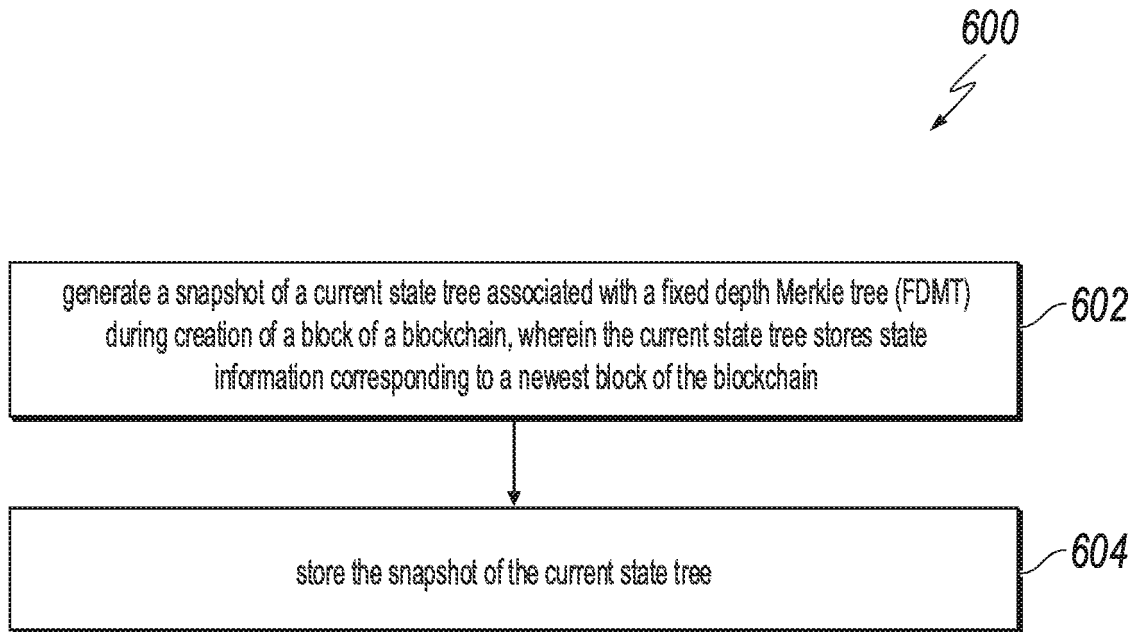 600
generate a snapshot of a current state tree associated with a fixed depth Merkle tree (FDMT)
during creation of a block of a blockchain, wherein the current state tree stores state
information corresponding to a newest block of the blockchain
602
store the snapshot of the current state tree
604